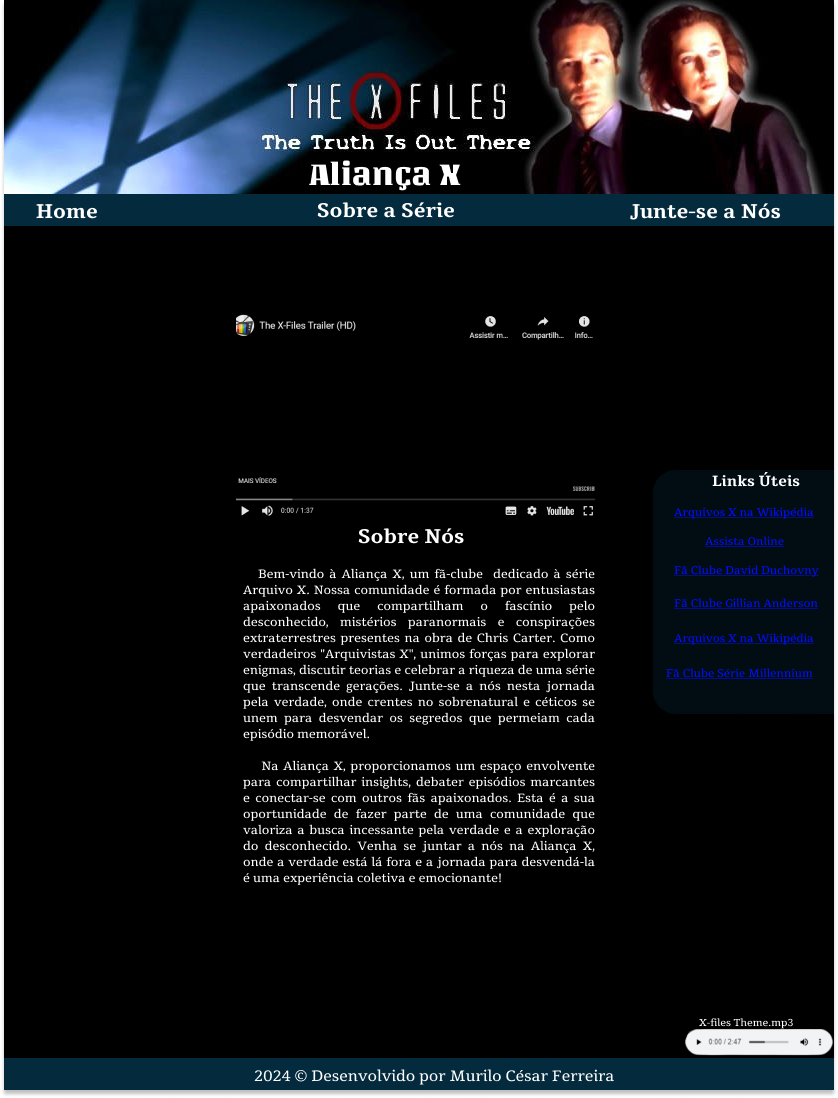 THE X FILES
The Truth Is Out There
Aliança X
Home
Sobre a Série
Junte-se a Nós
The X-Files Trailer (HD)
Assistir m...
Compartilh...
Info...
MAIS VÍDEOS
SUBSCRIB
0:00 / 1:37
YouTube
Sobre Nós
Bem-vindo à Aliança X, um fã-clube dedicado à série
Arquivo X. Nossa comunidade é formada por entusiastas
apaixonados que compartilham o fascínio pelo
desconhecido, mistérios paranormais e conspirações
extraterrestres presentes na obra de Chris Carter. Como
verdadeiros "Arquivistas X", unimos forças para explorar
enigmas, discutir teorias e celebrar a riqueza de uma série
que transcende gerações. Junte-se a nós nesta jornada
pela verdade, onde crentes no sobrenatural e céticos se
unem para desvendar os segredos que permeiam cada
episódio memorável.
Na Aliança X, proporcionamos um espaço envolvente
para compartilhar insights, debater episódios marcantes
e conectar-se com outros fãs apaixonados. Esta é a sua
oportunidade de fazer parte de uma comunidade que
valoriza a busca incessante pela verdade e a exploração
do desconhecido. Venha se juntar a nós na Aliança X,
onde a verdade está lá fora e a jornada para desvendá-la
é uma experiência coletiva e emocionante!
Links Úteis
Arquivos X na Wikipédia
Assista Online
Fã Clube David Duchovny
Fã Clube Gillian Anderson
Arquivos X na Wikipédia
Fã Clube Série Millenninm
X-files Theme.mp3
0:00 / 2:47
2024 © Desenvolvido por Murilo César Ferreira